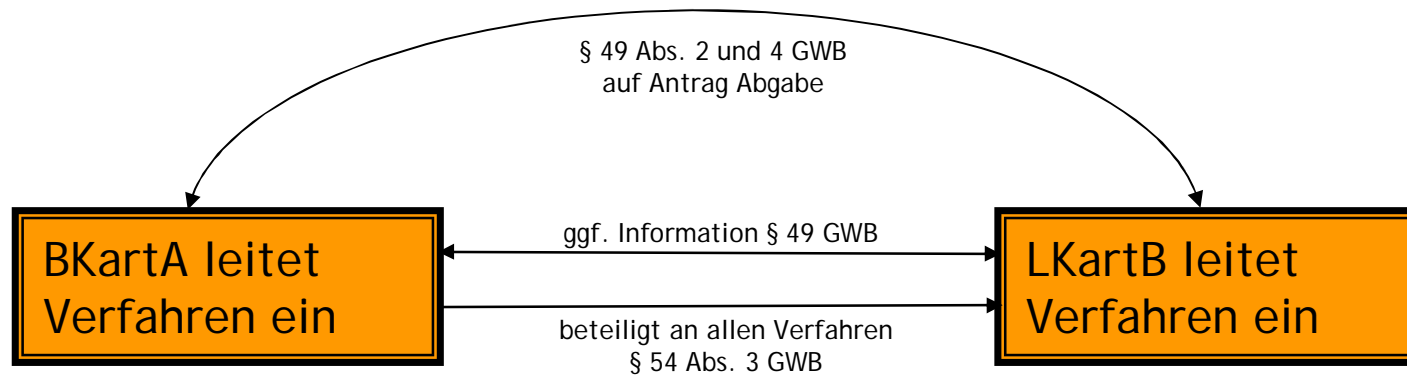 § 49 Abs. 2 und 4 GWB
auf Antrag Abgabe
BKartA leitet
Verfahren ein
ggf. Information § 49 GWB
beteiligt an allen Verfahren
§ 54 Abs. 3 GWB
LKartB leitet
Verfahren ein